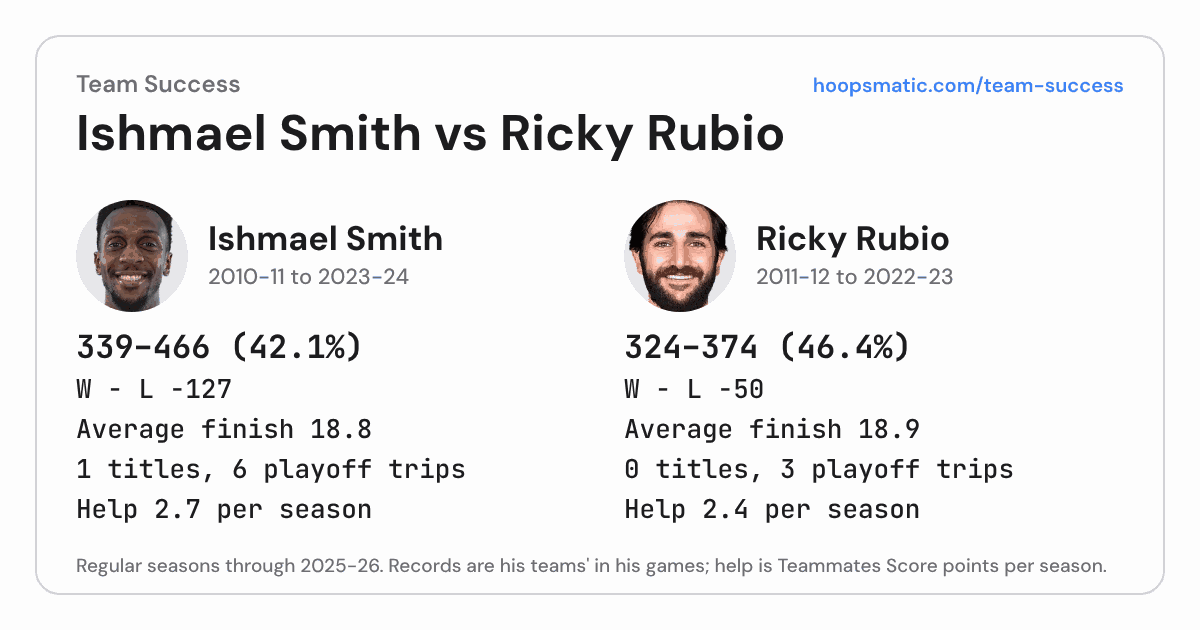 Team Success
hoopsmatic.com/team-success
Ishmael Smith vs Ricky Rubio
Ishmael Smith
2010-11 to 2023-24
339-466 (42.1%)
W - L -127
Average finish 18.8
1 titles, 6 playoff trips
Help 2.7 per season
Ricky Rubio
2011-12 to 2022-23
324-374 (46.4%)
W - L -50
Average finish 18.9
0 titles, 3 playoff trips
Help 2.4 per season
Regular seasons through 2025-26. Records are his teams' in his games; help is Teammates Score points per season.